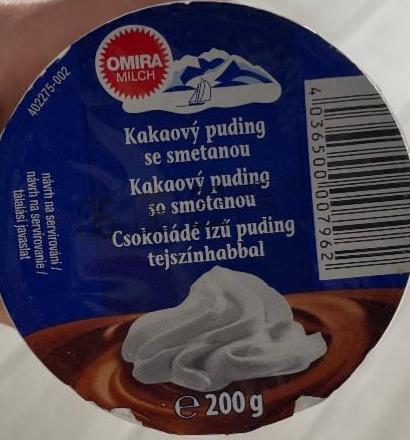 OMIRA
MILCH
402275-002
Kakaový puding
se smetanou
Kakaový puding
so smotanou
Csokoládé ízű puding
tejszínhabbal
návrh na servírování /
návrh na servirovanie /
tálalási javaslat
4 036500 007962
e 200 g